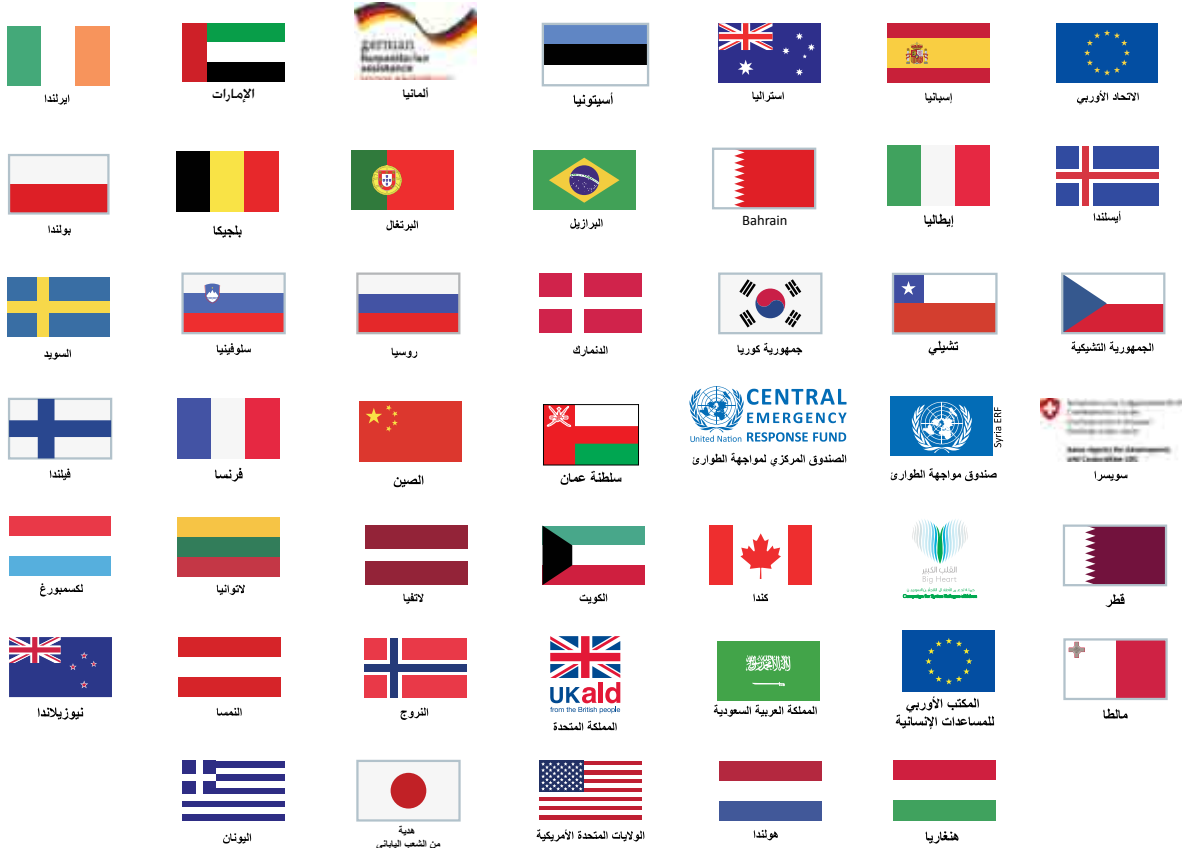 الاتحاد الأوربي
إسبانيا
استراليا
أسيتونيا
german
humanitarian
assistance
ألمانيا
الإمارات
ايرلندا
أيسلندا
إيطاليا
Bahrain
البرازيل
البرتغال
بلجيكا
بولندا
الجمهورية التشيكية
تشيلي
جمهورية كوريا
الدنمارك
روسيا
سلوفينيا
السويد
سويسرا
Syria ERF
صندوق مواجهة الطوارئ
CENTRAL
EMERGENCY
RESPONSE FUND
United Nation
الصندوق المركزي لمواجهة الطوارئ
سلطنة عمان
الصين
فرنسا
فيلندا
قطر
القلب الكبير
Big Heart
كندا
الكويت
لاتفيا
لاتوانيا
لكسمبورغ
مالطا
المكتب الأوربي
للمساعدات الإنسانية
المملكة العربية السعودية
UKaid
from the British people
المملكة المتحدة
النروج
النمسا
نيوزيلاندا
هنغاريا
هولندا
الولايات المتحدة الأمريكية
هدية
من الشعب الياباني
اليونان